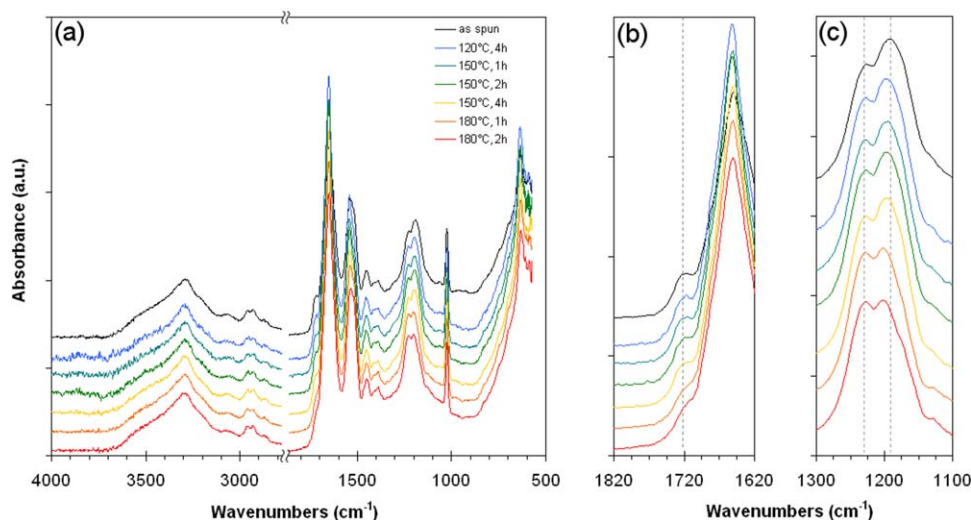 (a)
as spun
120°C, 4h
150°C, 1h
150°C, 2h
150°C, 4h
180°C, 1h
180°C, 2h
Absorbance (a.u.)
4000 3000 2000 1500 1000 500
Wavenumbers (cm-1)
(b)
1820 1720 1620
(c)
1300 1200 1100
Wavenumbers (cm-1)